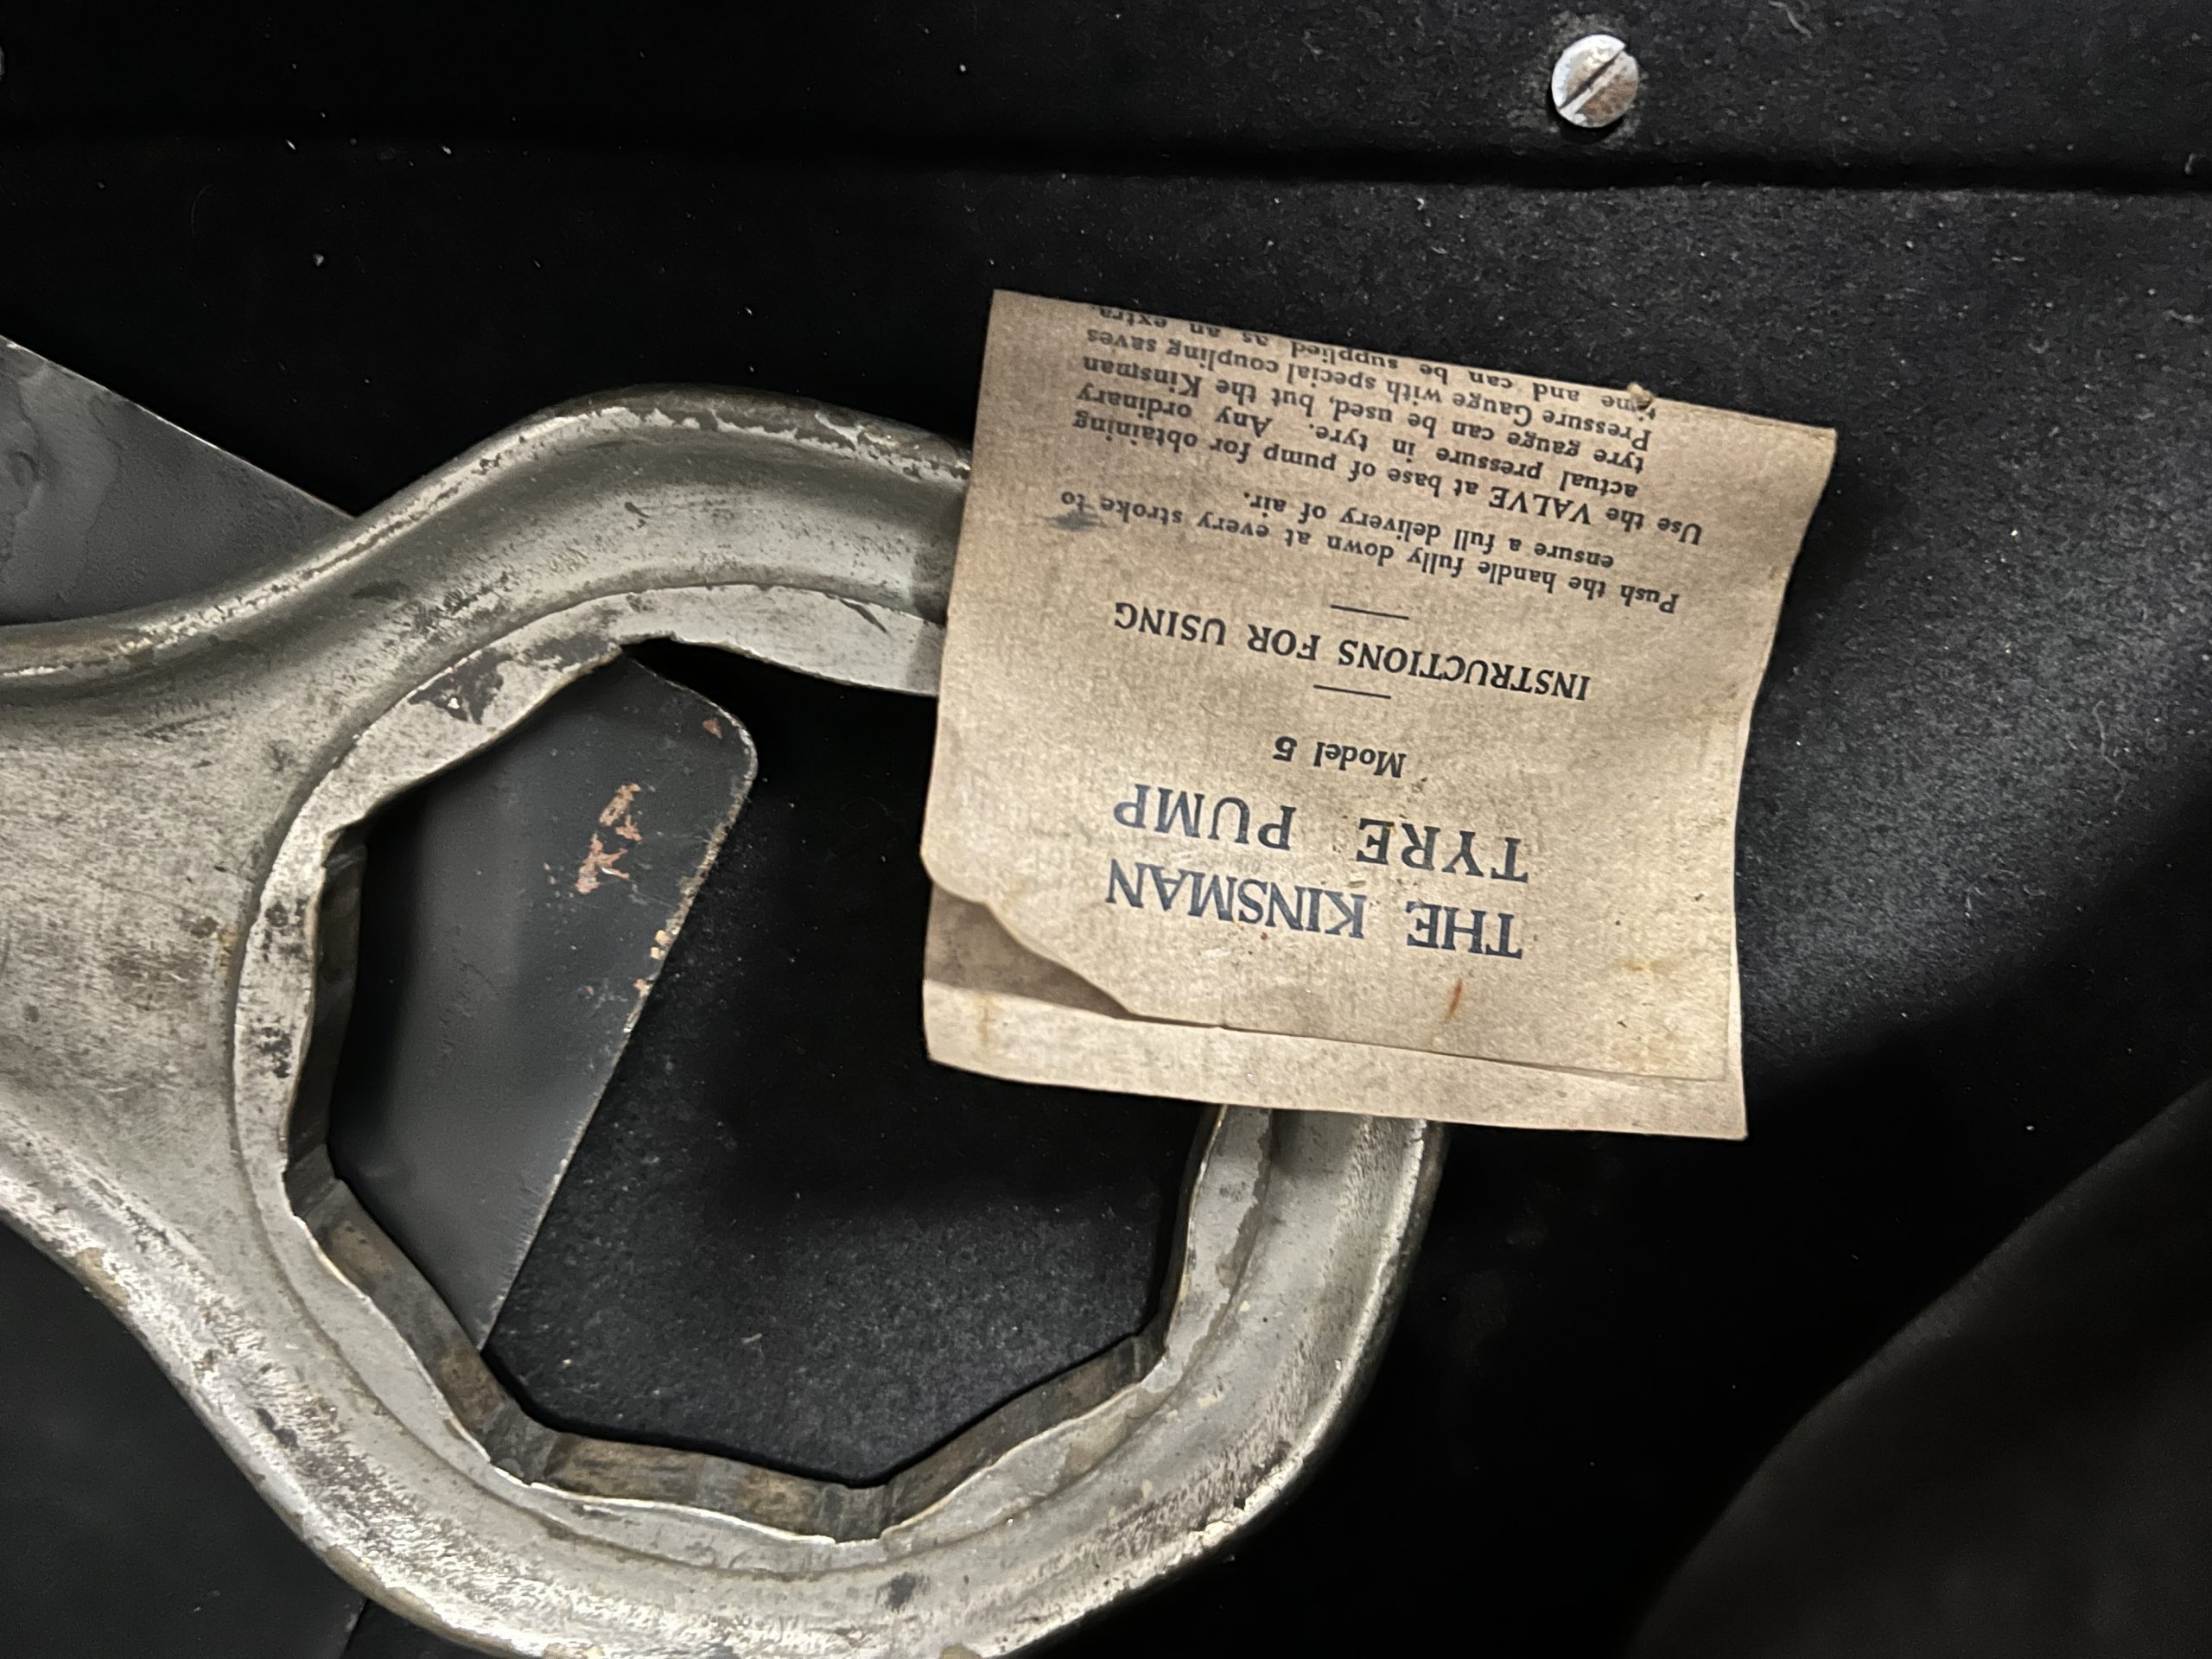 THE KINSMAN
TYRE PUMP
Model 5
INSTRUCTIONS FOR USING
Push the handle fully down at every stroke to
ensure a full delivery of air.
Use the VALVE at base of pump for obtaining
actual pressure in tyre. Any ordinary
tyre gauge can be used, but the Kinsman
Pressure Gauge with special coupling saves
time and can be supplied as an extra.